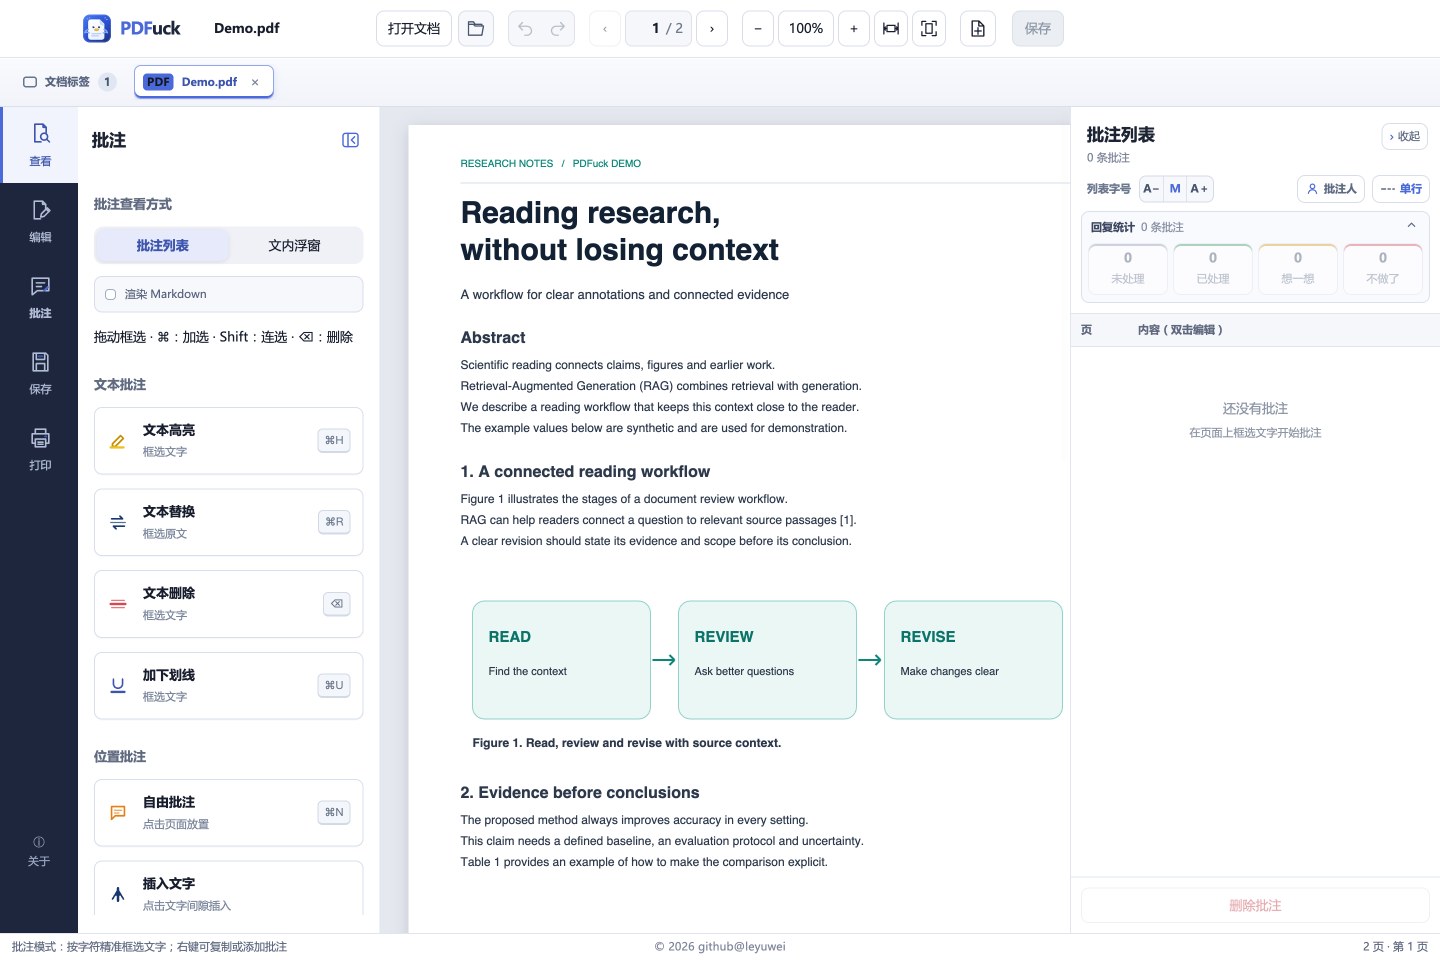 PDFuck
Demo.pdf
打开文档
‹
1 / 2
›
−
100%
+
保存
文档标签 1
PDF Demo.pdf ×
查看
编辑
批注
保存
打印
关于
批注
批注查看方式
批注列表
文内浮窗
渲染 Markdown
拖动框选 · ⌘：加选 · Shift：连选 · ⌫：删除
文本批注
文本高亮
框选文字
⌘H
文本替换
框选原文
⌘R
文本删除
框选文字
⌫
加下划线
框选文字
⌘U
位置批注
自由批注
点击页面放置
⌘N
插入文字
点击文字间隙插入
RESEARCH NOTES / PDFuck DEMO
Reading research,
without losing context
A workflow for clear annotations and connected evidence
Abstract
Scientific reading connects claims, figures and earlier work.
Retrieval-Augmented Generation (RAG) combines retrieval with generation.
We describe a reading workflow that keeps this context close to the reader.
The example values below are synthetic and are used for demonstration.
1. A connected reading workflow
Figure 1 illustrates the stages of a document review workflow.
RAG can help readers connect a question to relevant source passages [1].
A clear revision should state its evidence and scope before its conclusion.
READ
Find the context
REVIEW
Ask better questions
REVISE
Make changes clear
Figure 1. Read, review and revise with source context.
2. Evidence before conclusions
The proposed method always improves accuracy in every setting.
This claim needs a defined baseline, an evaluation protocol and uncertainty.
Table 1 provides an example of how to make the comparison explicit.
批注列表
› 收起
0 条批注
列表字号 A− M A+
批注人
单行
回复统计 0 条批注
0
未处理
0
已处理
0
想一想
0
不做了
页 内容（双击编辑）
还没有批注
在页面上框选文字开始批注
删除批注
批注模式：按字符精准框选文字；右键可复制或添加批注
© 2026 github@leyuwei
2 页 · 第 1 页